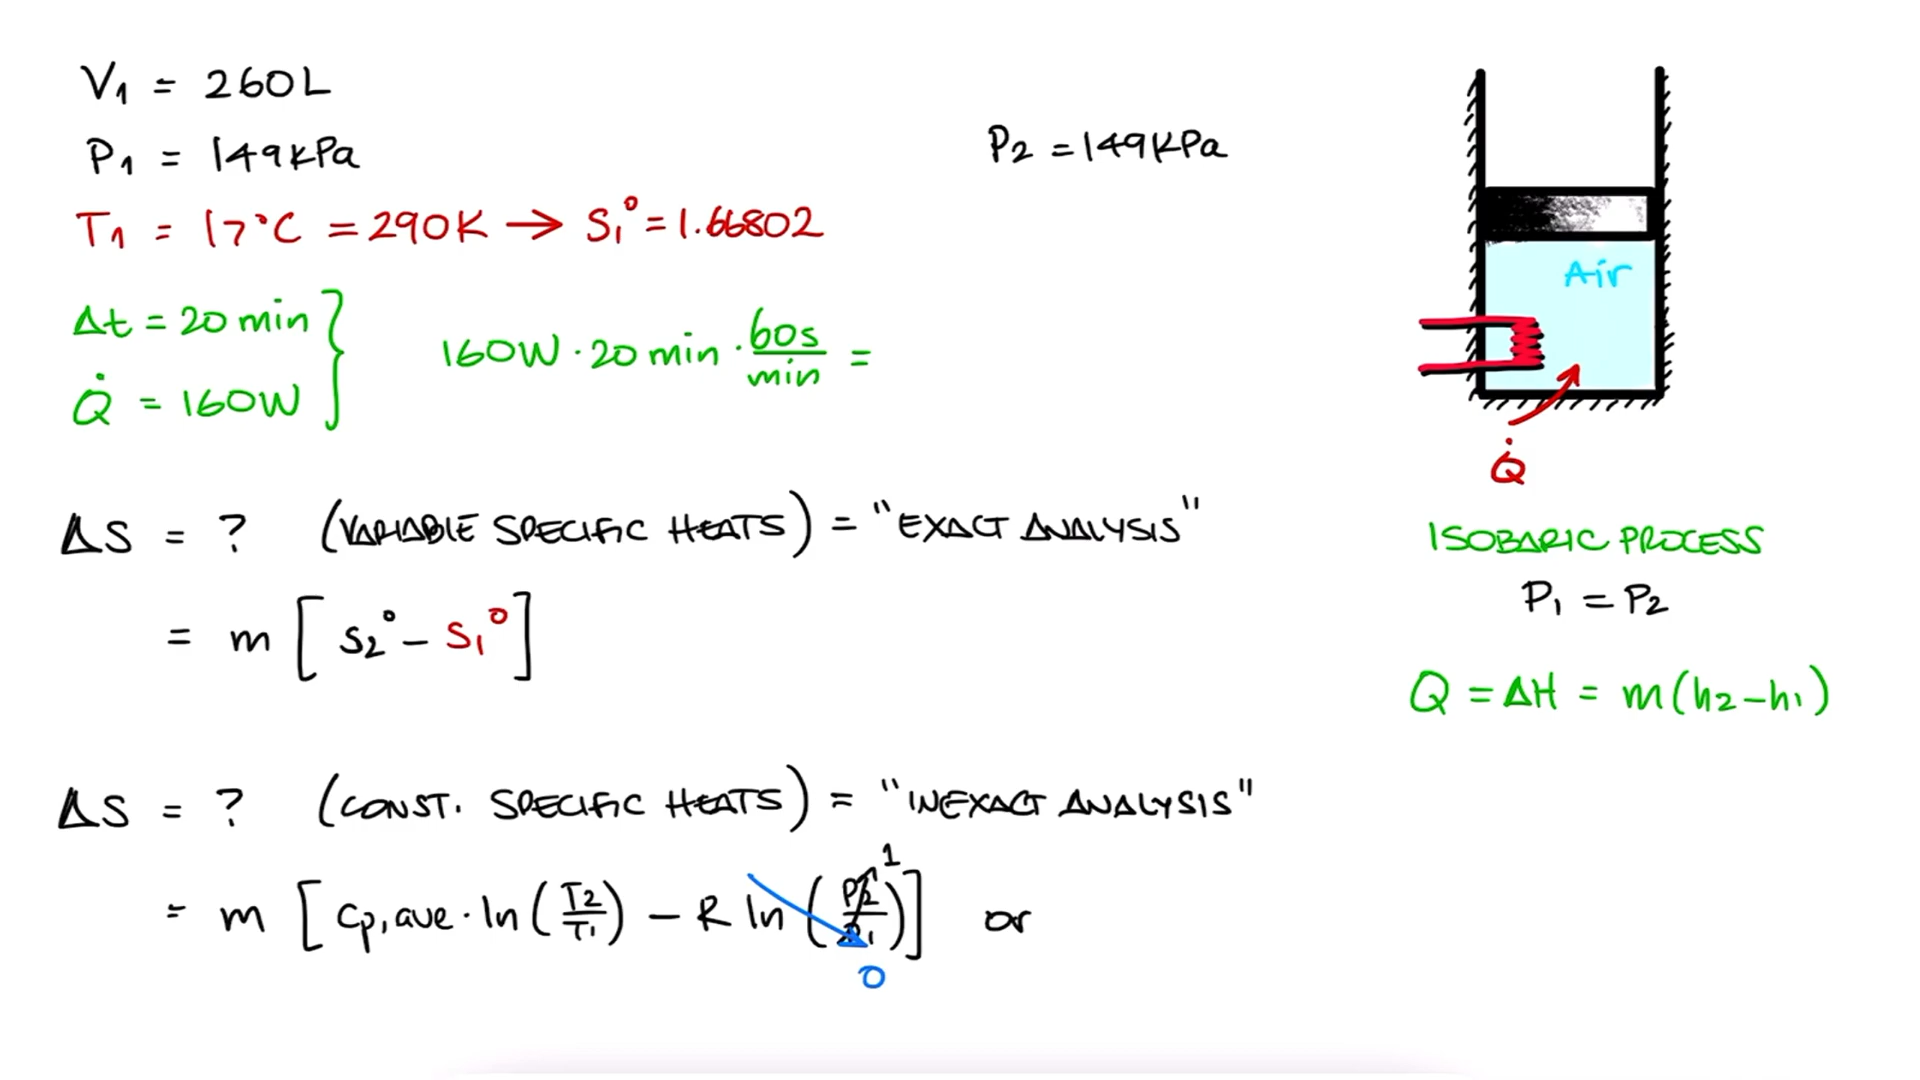 V₁ = 260L
P₁ = 149kPa
P₂ = 149kPa
T₁ = 17°C = 290K → S₁° = 1.66802
Air
Δt = 20 min
Q̇ = 160W
160W · 20 min · 60s/min =
Q̇
ΔS = ? (VARIABLE SPECIFIC HEATS) = "EXACT ANALYSIS"
= m [ S₂° - S₁° ]
ISOBARIC PROCESS
P₁ = P₂
Q = ΔH = m(h₂-h₁)
ΔS = ? (CONST. SPECIFIC HEATS) = "INEXACT ANALYSIS"
= m [ Cp,ave · ln(T₂/T₁) - R ln(P₂/P₁) ] or
1
0